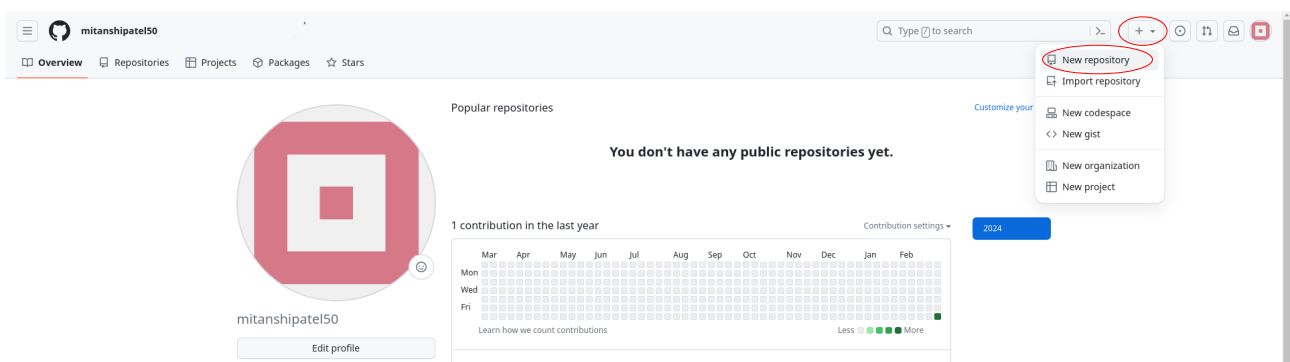 mitanshipatel50
Type / to search
Overview Repositories Projects Packages Stars
New repository
Import repository
New codespace
New gist
New organization
New project
Popular repositories
Customize your
You don't have any public repositories yet.
1 contribution in the last year
Contribution settings
2024
Mar Apr May Jun Jul Aug Sep Oct Nov Dec Jan Feb
Mon
Wed
Fri
Learn how we count contributions
Less More
mitanshipatel50
Edit profile